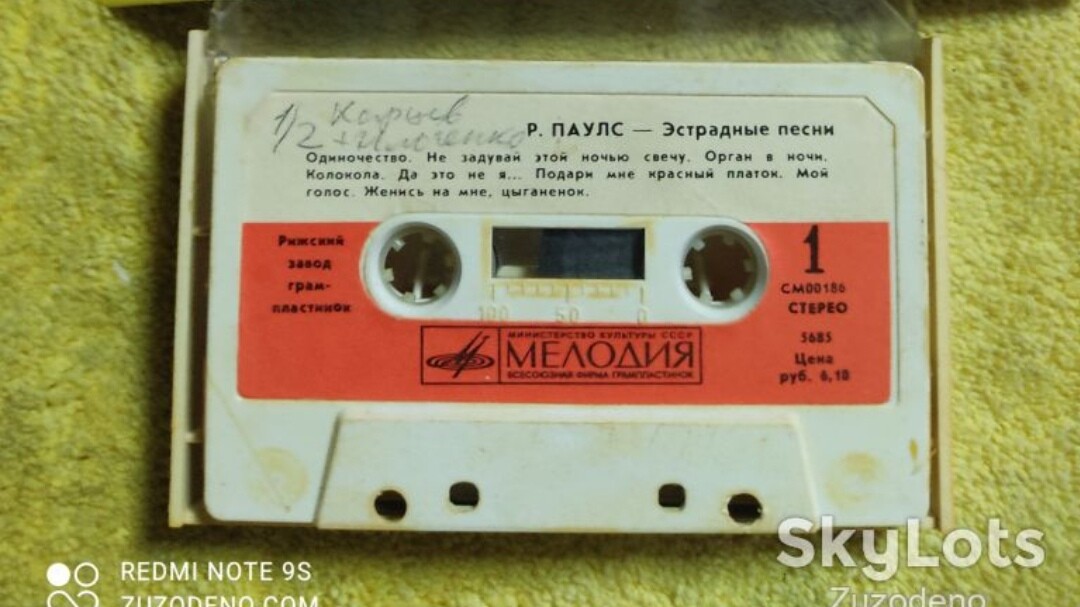 1/2 Карцев
+ Ильченко
Р. ПАУЛС — Эстрадные песни
Одиночество. Не задувай этой ночью свечу. Орган в ночи.
Колокола. Да это не я... Подари мне красный платок. Мой
голос. Женись на мне, цыганенок.
Рижский
завод
грам-
пластинок
1
СМ00186
СТЕРЕО
5685
Цена
руб. 6,10
100 50 0
МИНИСТЕРСТВО КУЛЬТУРЫ СССР
МЕЛОДИЯ
ВСЕСОЮЗНАЯ ФИРМА ГРАМПЛАСТИНОК
SkyLots
Zuzodeno
REDMI NOTE 9S
ZUZODENO.COM